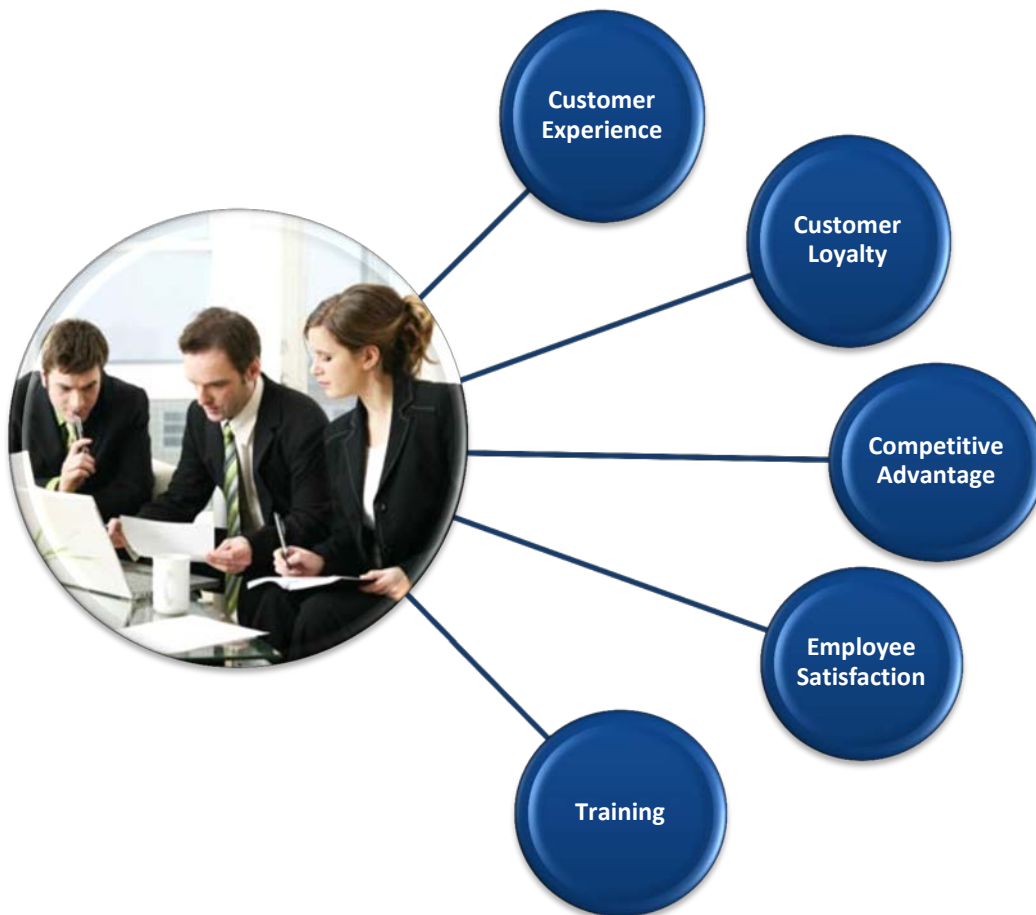 Customer
Experience
Customer
Loyalty
Competitive
Advantage
Employee
Satisfaction
Training